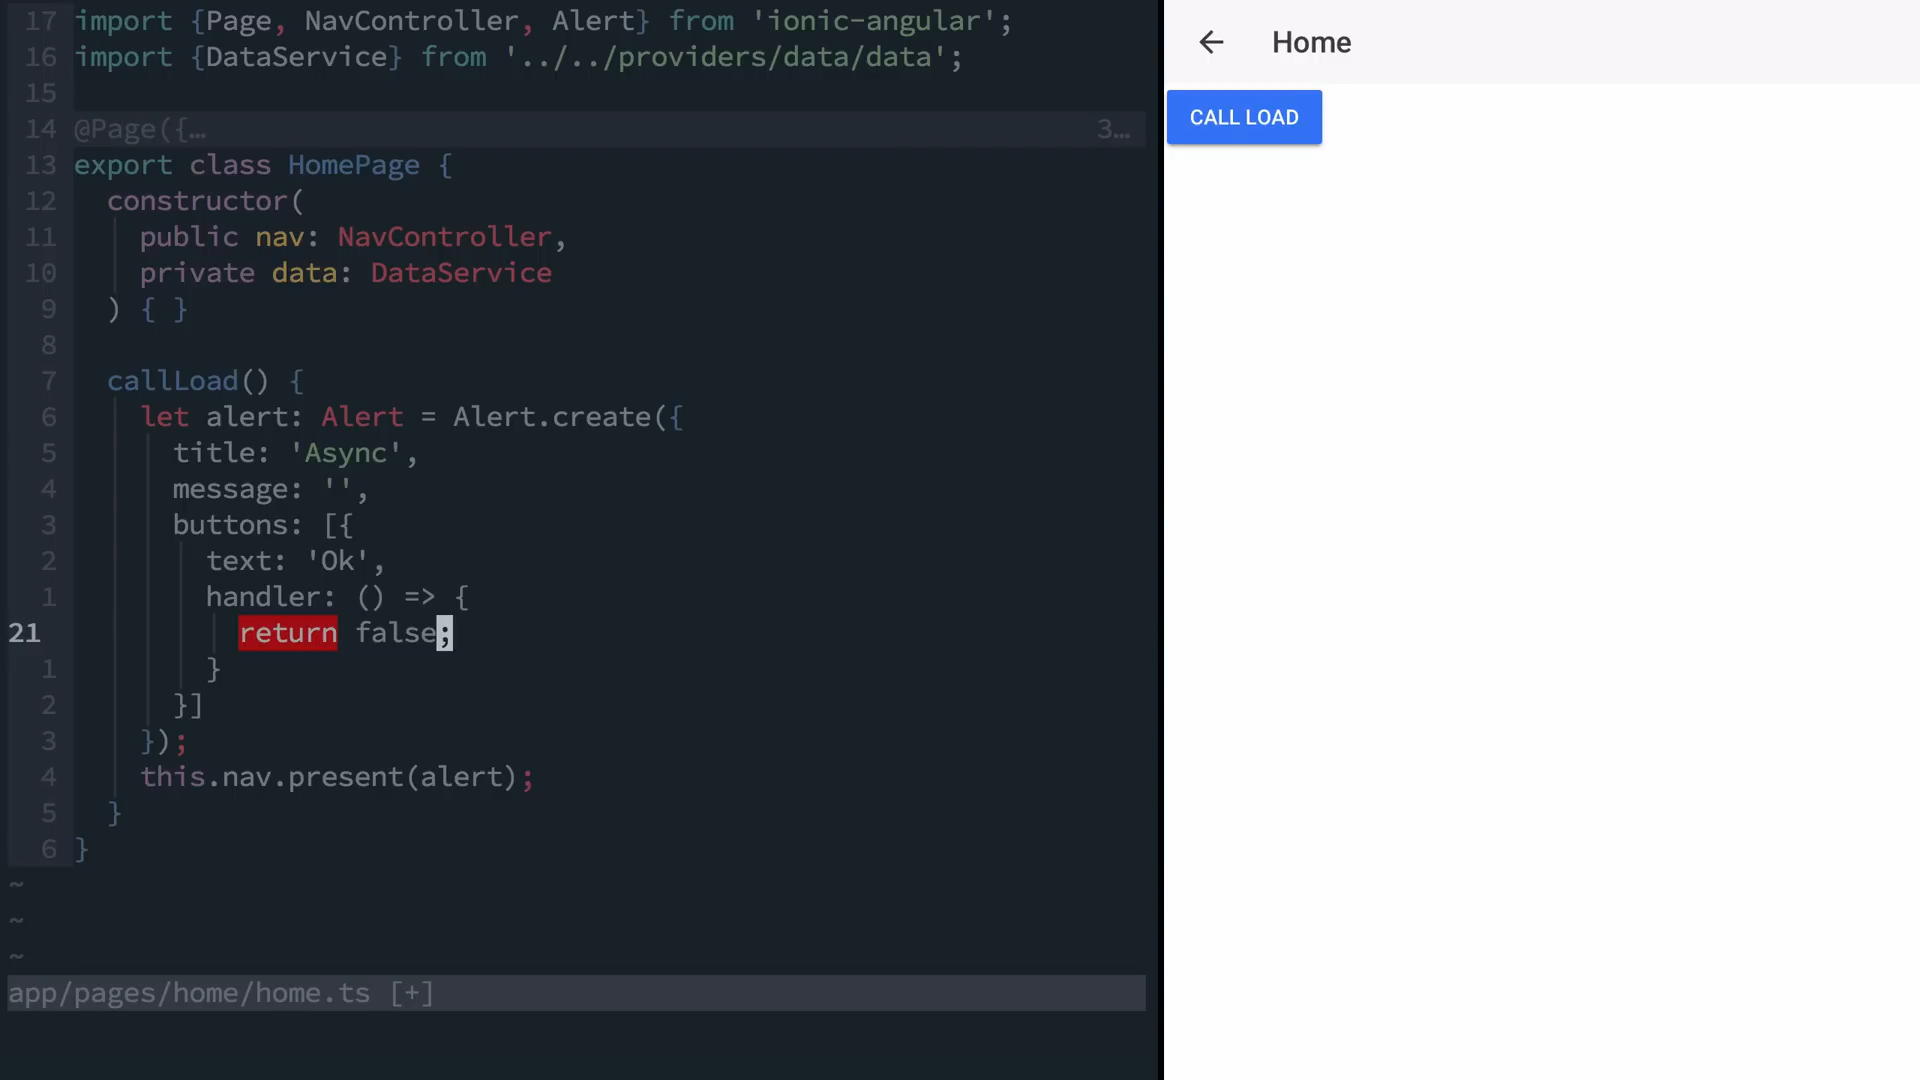 17 import {Page, NavController, Alert} from 'ionic-angular';
16 import {DataService} from '../../providers/data/data';
15
14 @Page({… 3…
13 export class HomePage {
12 constructor(
11 public nav: NavController,
10 private data: DataService
9 ) { }
8
7 callLoad() {
6 let alert: Alert = Alert.create({
5 title: 'Async',
4 message: '',
3 buttons: [{
2 text: 'Ok',
1 handler: () => {
21 return false;
1 }
2 }]
3 });
4 this.nav.present(alert);
5 }
6 }
~
~
~
app/pages/home/home.ts [+]
Home
CALL LOAD